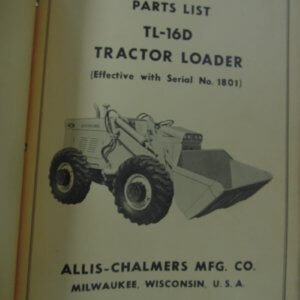 PARTS LIST
TL-16D
TRACTOR LOADER
(Effective with Serial No. 1801)
ALLIS-CHALMERS MFG. CO.
MILWAUKEE, WISCONSIN, U. S. A.